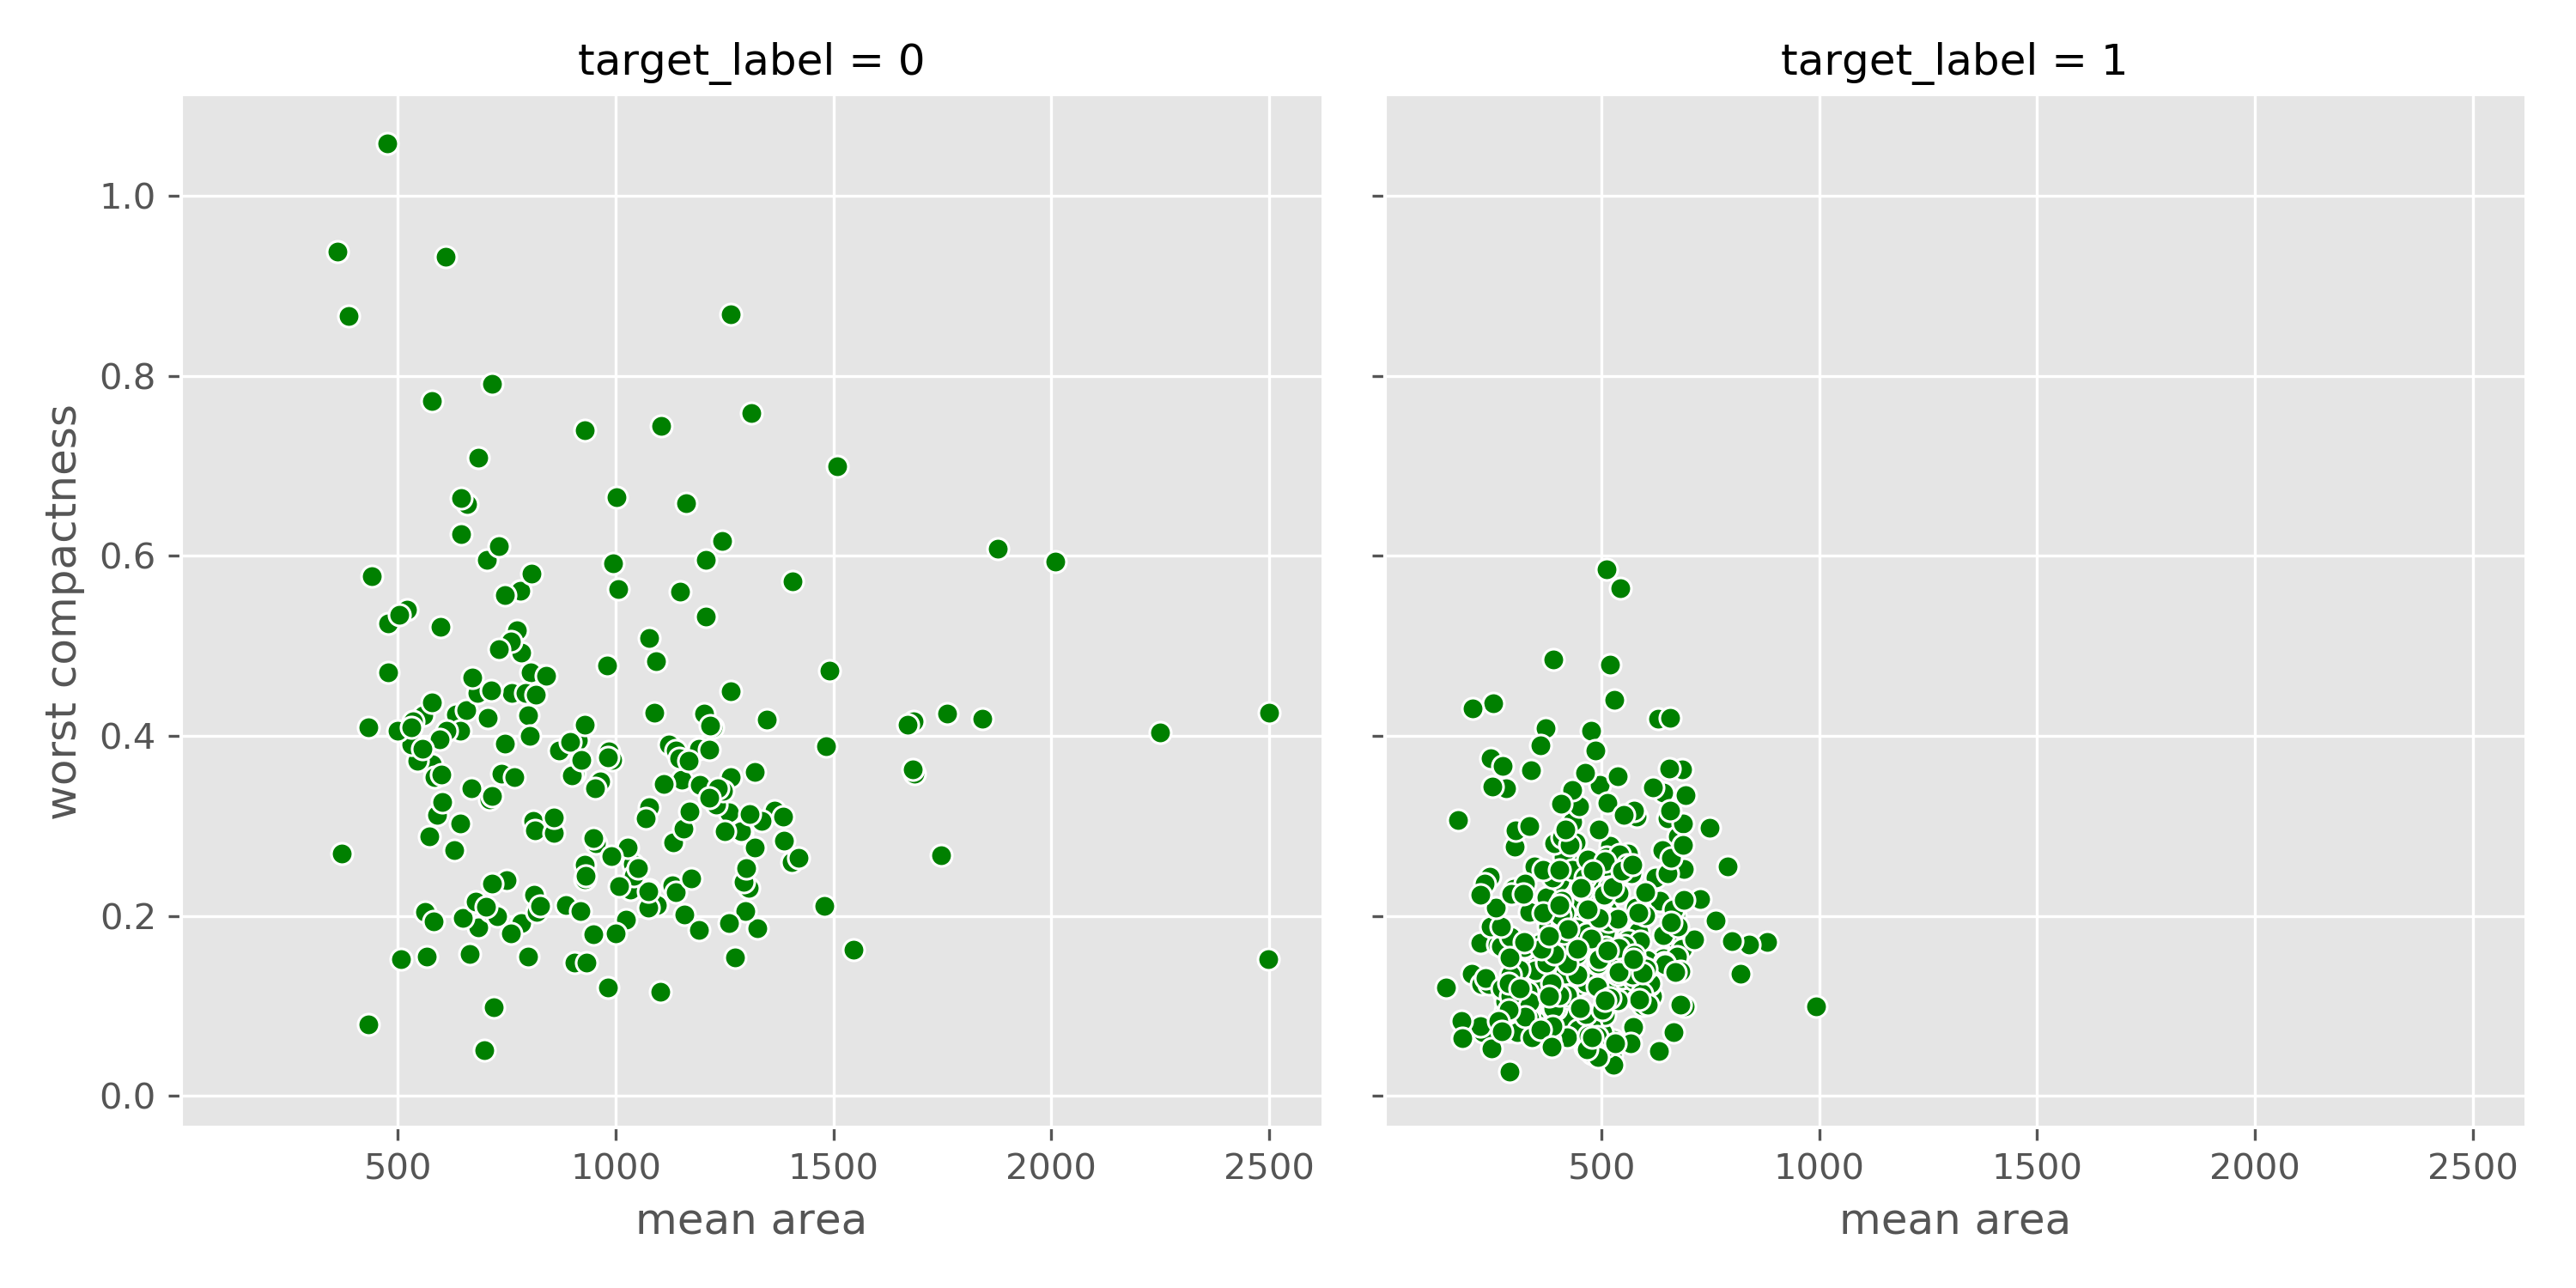 target_label = 0
target_label = 1
worst compactness
1.0
0.8
0.6
0.4
0.2
0.0
500 1000 1500 2000 2500
500 1000 1500 2000 2500
mean area
mean area